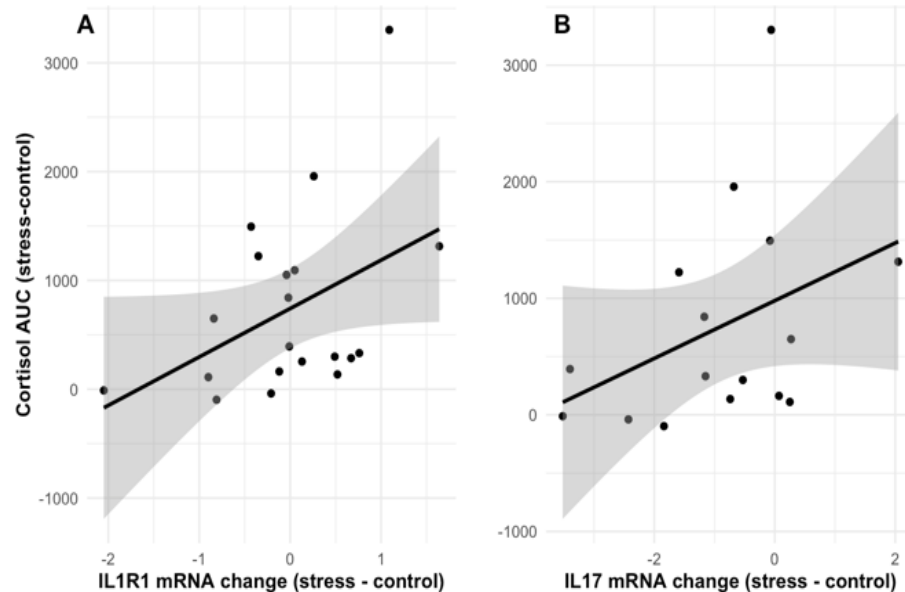 A
B
3000
2000
1000
0
-1000
3000
2000
1000
0
-1000
Cortisol AUC (stress-control)
-2 -1 0 1
-2 0 2
IL1R1 mRNA change (stress - control)
IL17 mRNA change (stress - control)